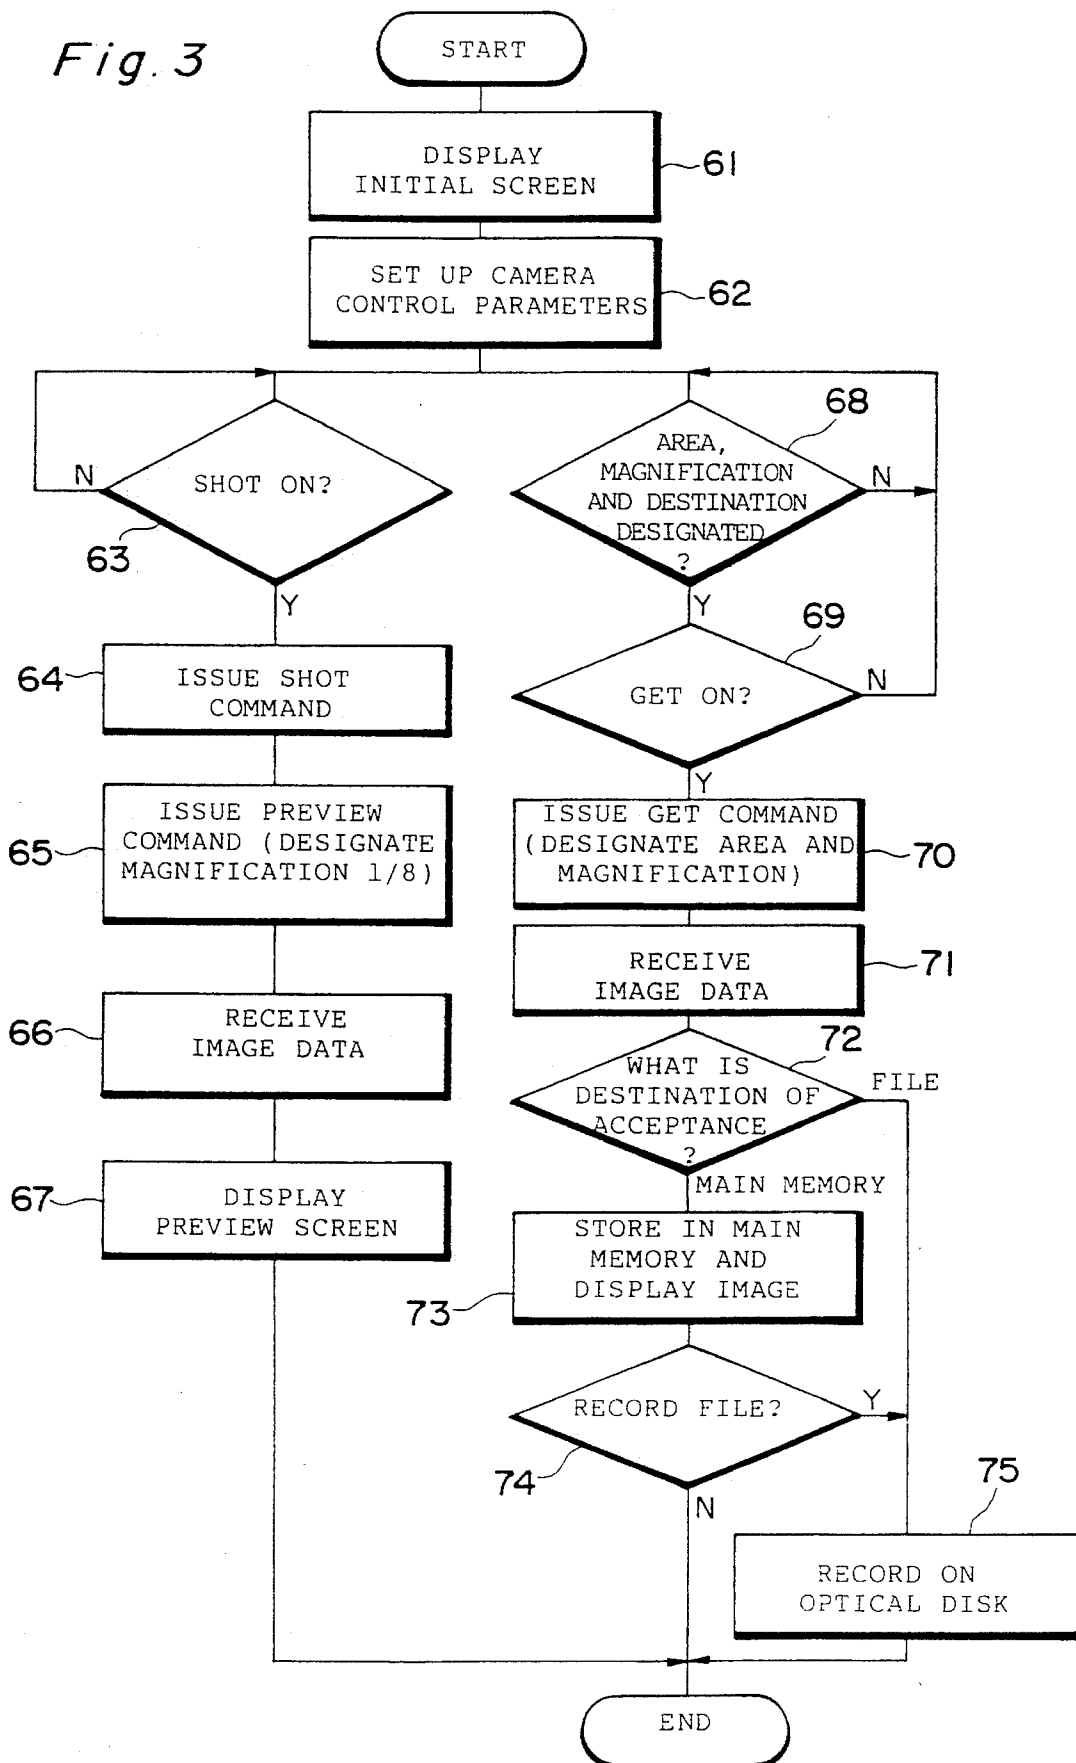 Fig. 3
START
DISPLAY
INITIAL SCREEN
61
SET UP CAMERA
CONTROL PARAMETERS
62
SHOT ON?
N
63
Y
ISSUE SHOT
COMMAND
64
ISSUE PREVIEW
COMMAND (DESIGNATE
MAGNIFICATION 1/8)
65
RECEIVE
IMAGE DATA
66
DISPLAY
PREVIEW SCREEN
67
AREA,
MAGNIFICATION
AND DESTINATION
DESIGNATED
?
68
N
Y
GET ON?
69
N
Y
ISSUE GET COMMAND
(DESIGNATE AREA AND
MAGNIFICATION)
70
RECEIVE
IMAGE DATA
71
WHAT IS
DESTINATION OF
ACCEPTANCE
?
72
FILE
MAIN MEMORY
STORE IN MAIN
MEMORY AND
DISPLAY IMAGE
73
RECORD FILE?
Y
74
N
75
RECORD ON
OPTICAL DISK
END